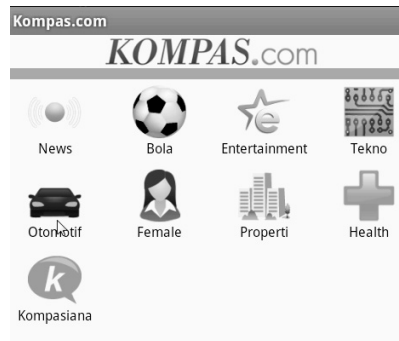 Kompas.com
KOMPAS.com
News Bola Entertainment Tekno
Otomotif Female Properti Health
k
Kompasiana